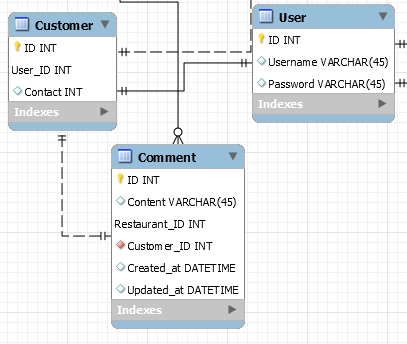 Customer
ID INT
User_ID INT
Contact INT
Indexes
User
ID INT
Username VARCHAR(45)
Password VARCHAR(45)
Indexes
Comment
ID INT
Content VARCHAR(45)
Restaurant_ID INT
Customer_ID INT
Created_at DATETIME
Updated_at DATETIME
Indexes